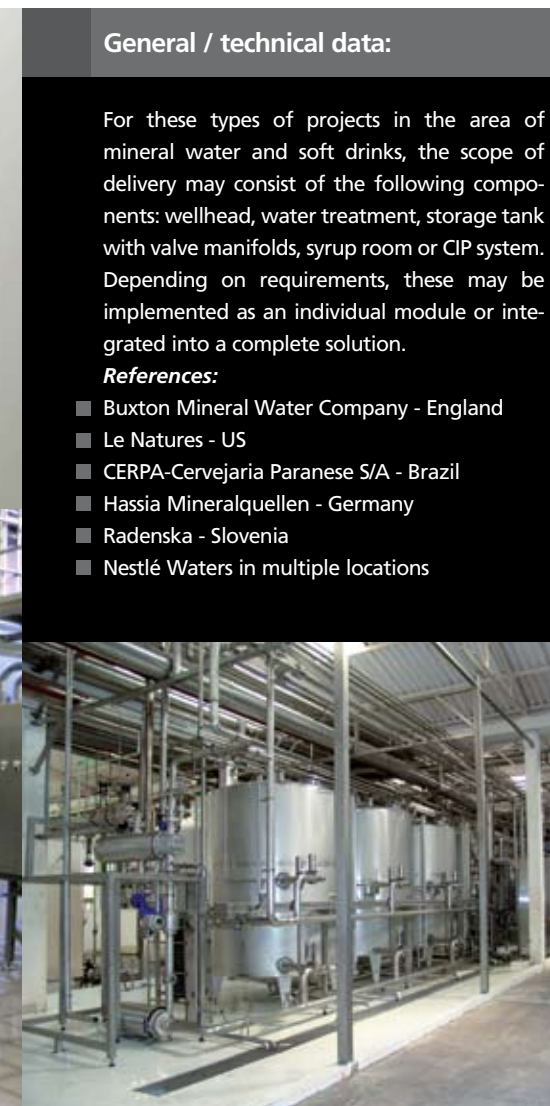 General / technical data:
For these types of projects in the area of
mineral water and soft drinks, the scope of
delivery may consist of the following compo-
nents: wellhead, water treatment, storage tank
with valve manifolds, syrup room or CIP system.
Depending on requirements, these may be
implemented as an individual module or inte-
grated into a complete solution.
References:
Buxton Mineral Water Company - England
Le Natures - US
CERPA-Cervejaria Paranese S/A - Brazil
Hassia Mineralquellen - Germany
Radenska - Slovenia
Nestlé Waters in multiple locations